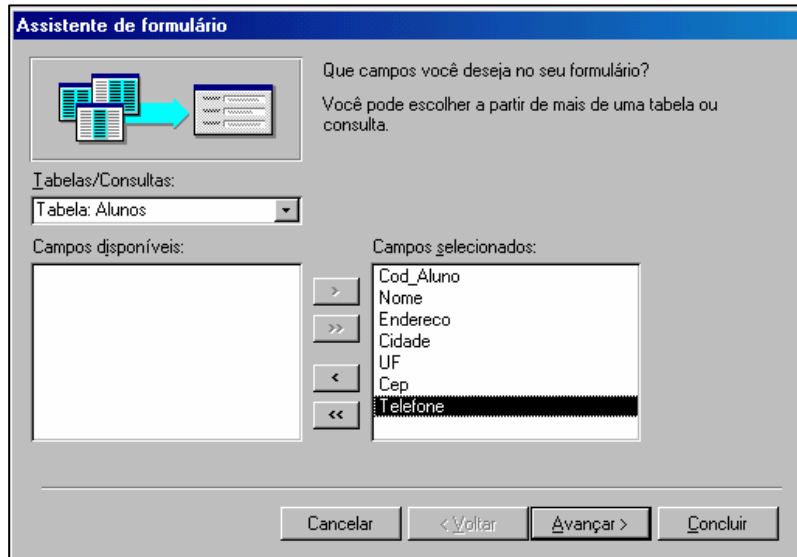 Assistente de formulário
Que campos você deseja no seu formulário?
Você pode escolher a partir de mais de uma tabela ou
consulta.
Tabelas/Consultas:
Tabela: Alunos
Campos disponíveis:
Campos selecionados:
>
>>
<
<<
Cod_Aluno
Nome
Endereco
Cidade
UF
Cep
Telefone
Cancelar
< Voltar
Avançar >
Concluir